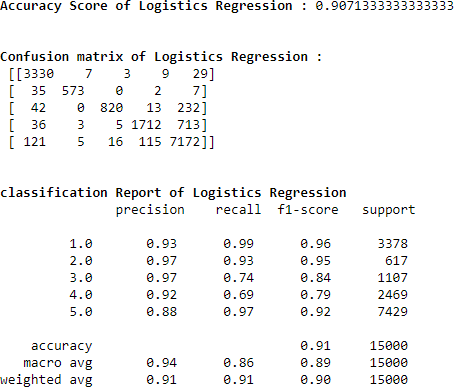 Accuracy Score of Logistics Regression : 0.9071333333333333
Confusion matrix of Logistics Regression :
[[3330 7 3 9 29]
[ 35 573 0 2 7]
[ 42 0 820 13 232]
[ 36 3 5 1712 713]
[ 121 5 16 115 7172]]
classification Report of Logistics Regression
precision recall f1-score support
1.0 0.93 0.99 0.96 3378
2.0 0.97 0.93 0.95 617
3.0 0.97 0.74 0.84 1107
4.0 0.92 0.69 0.79 2469
5.0 0.88 0.97 0.92 7429
accuracy 0.91 15000
macro avg 0.94 0.86 0.89 15000
weighted avg 0.91 0.91 0.90 15000